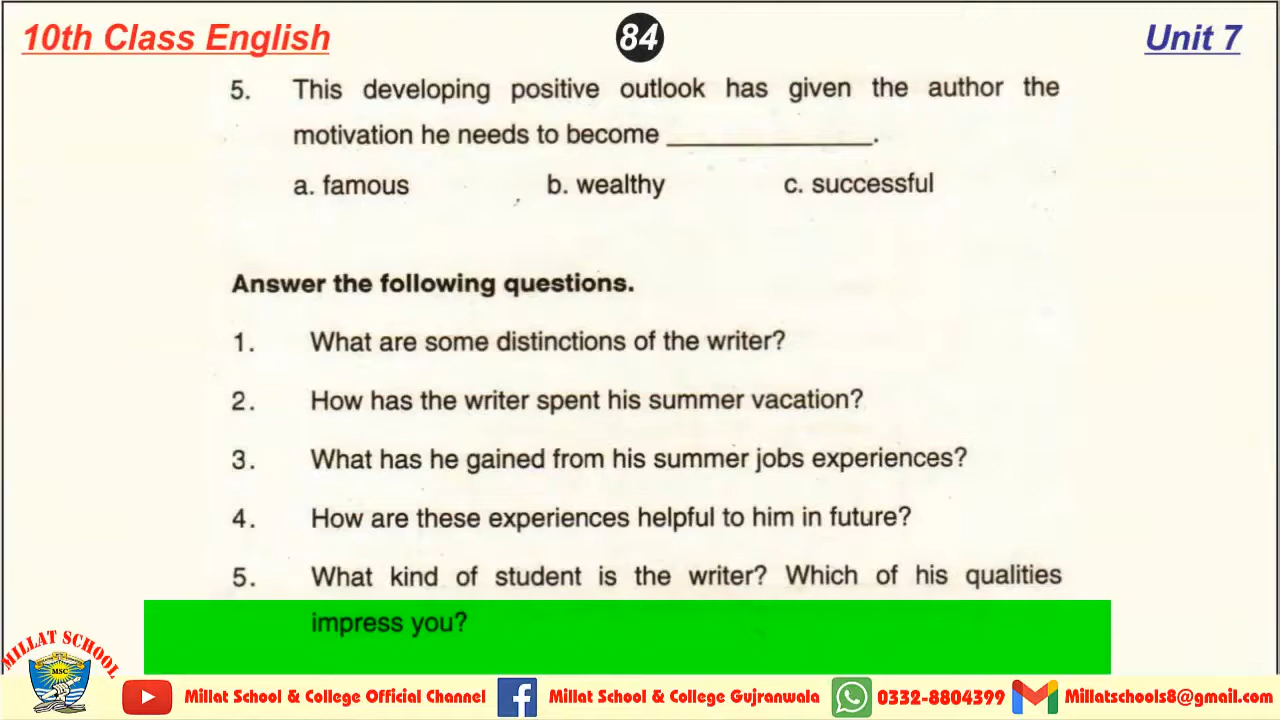 10th Class English
84
Unit 7
5. This developing positive outlook has given the author the
motivation he needs to become _______________.
a. famous b. wealthy c. successful
Answer the following questions.
1. What are some distinctions of the writer?
2. How has the writer spent his summer vacation?
3. What has he gained from his summer jobs experiences?
4. How are these experiences helpful to him in future?
5. What kind of student is the writer? Which of his qualities
impress you?
MILLAT SCHOOL
MSC
Millat School & College Official Channel
Millat School & College Gujranwala
0332-8804399
Millatschools8@gmail.com